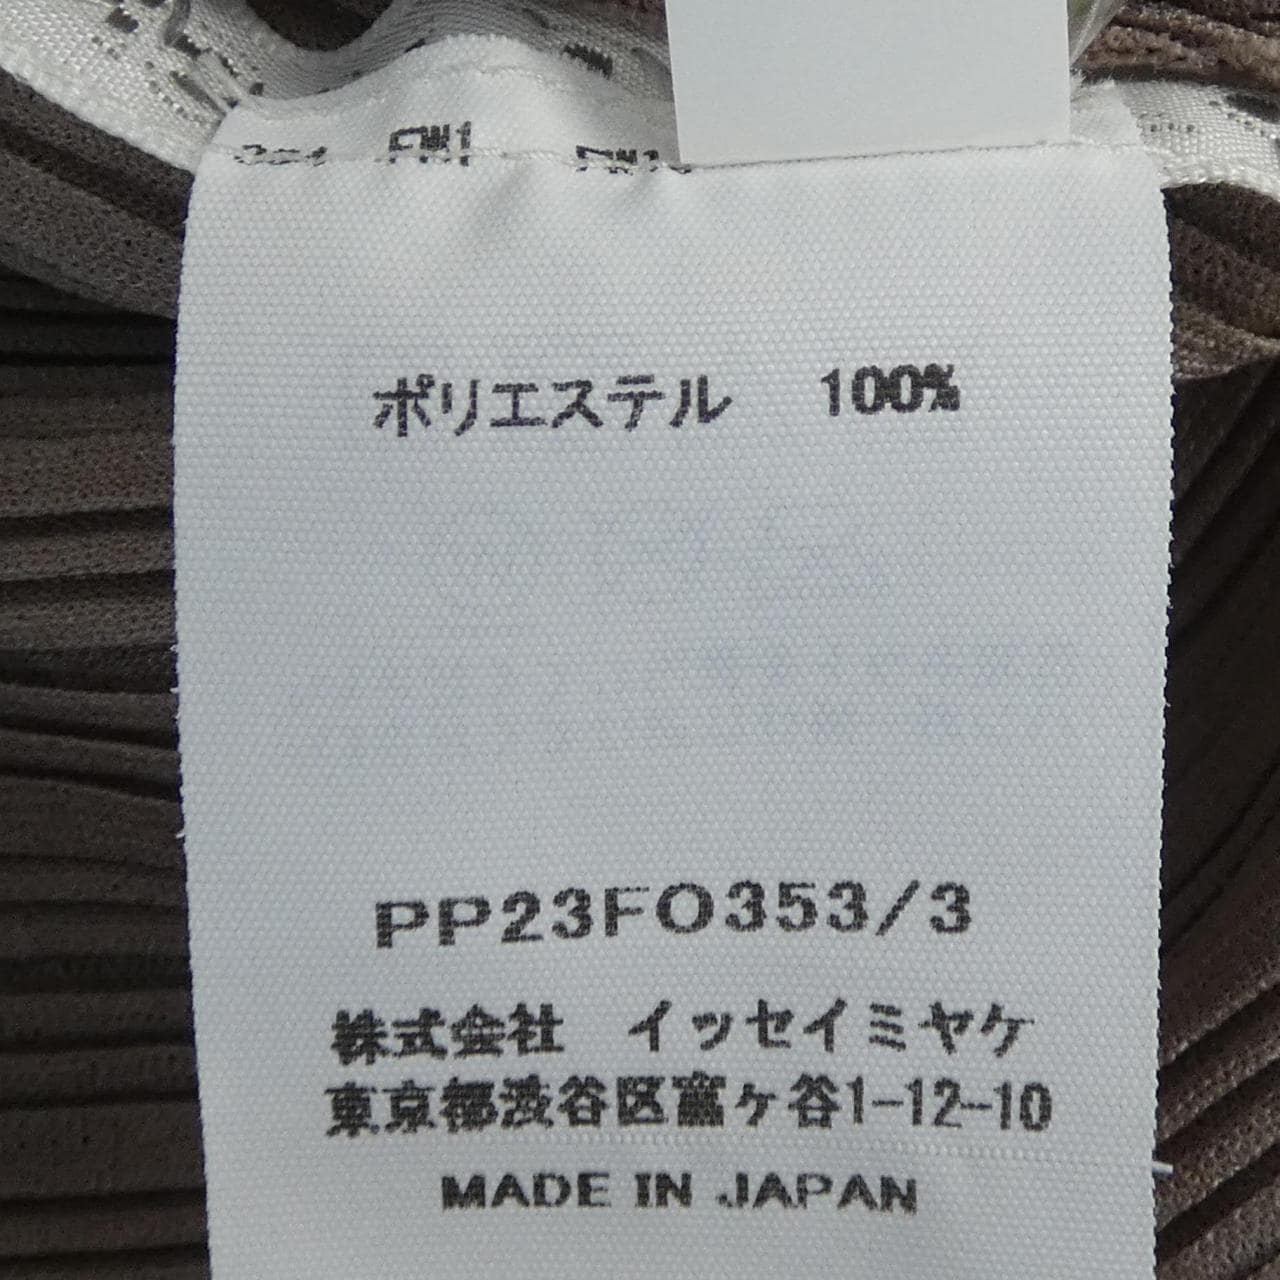 ポリエステル 100%
PP23FO353/3
株式会社 イッセイミヤケ
東京都渋谷区富ヶ谷1-12-10
MADE IN JAPAN